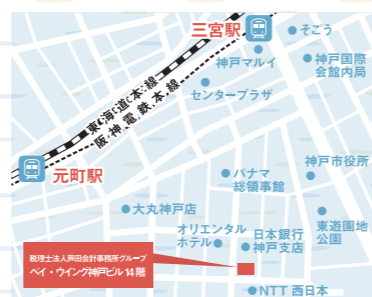 三宮駅
そごう
神戸マルイ
神戸国際
会館内局
センタープラザ
東海道本線
阪神電鉄本線
元町駅
パナマ
総領事館
神戸市役所
大丸神戸店
東遊園地
公園
オリエンタル
ホテル
日本銀行
神戸支店
税理士法人芦田会計事務所グループ
ベイ・ウイング神戸ビル 14 階
NTT 西日本